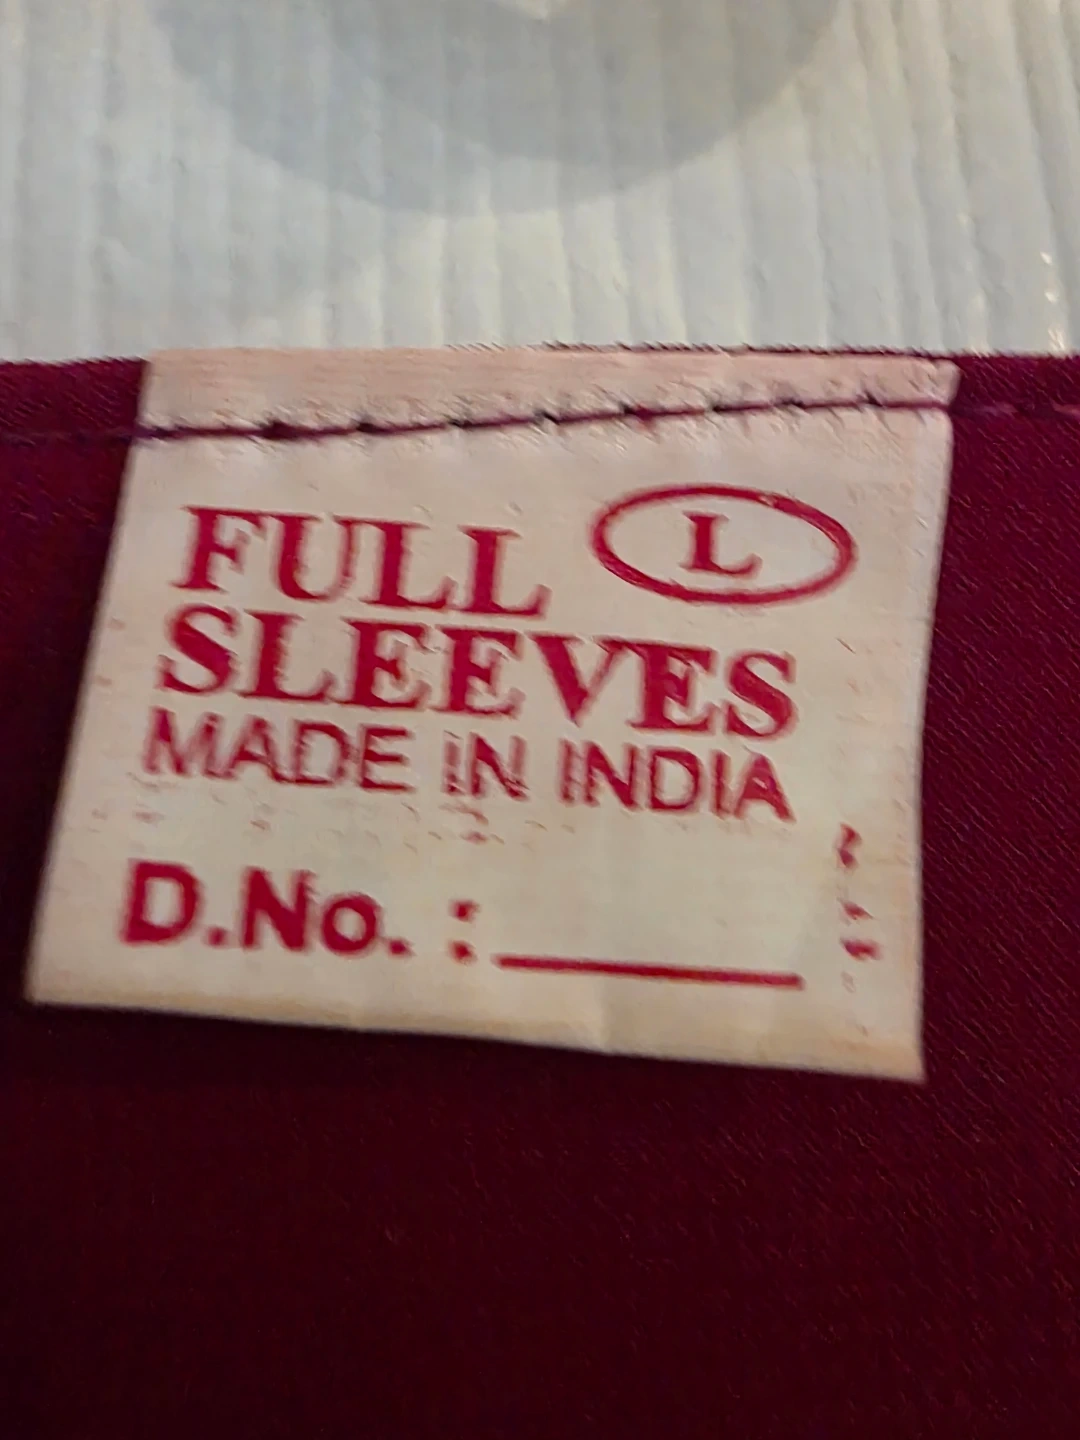 FULL L
SLEEVES
MADE IN INDIA
D.No. :